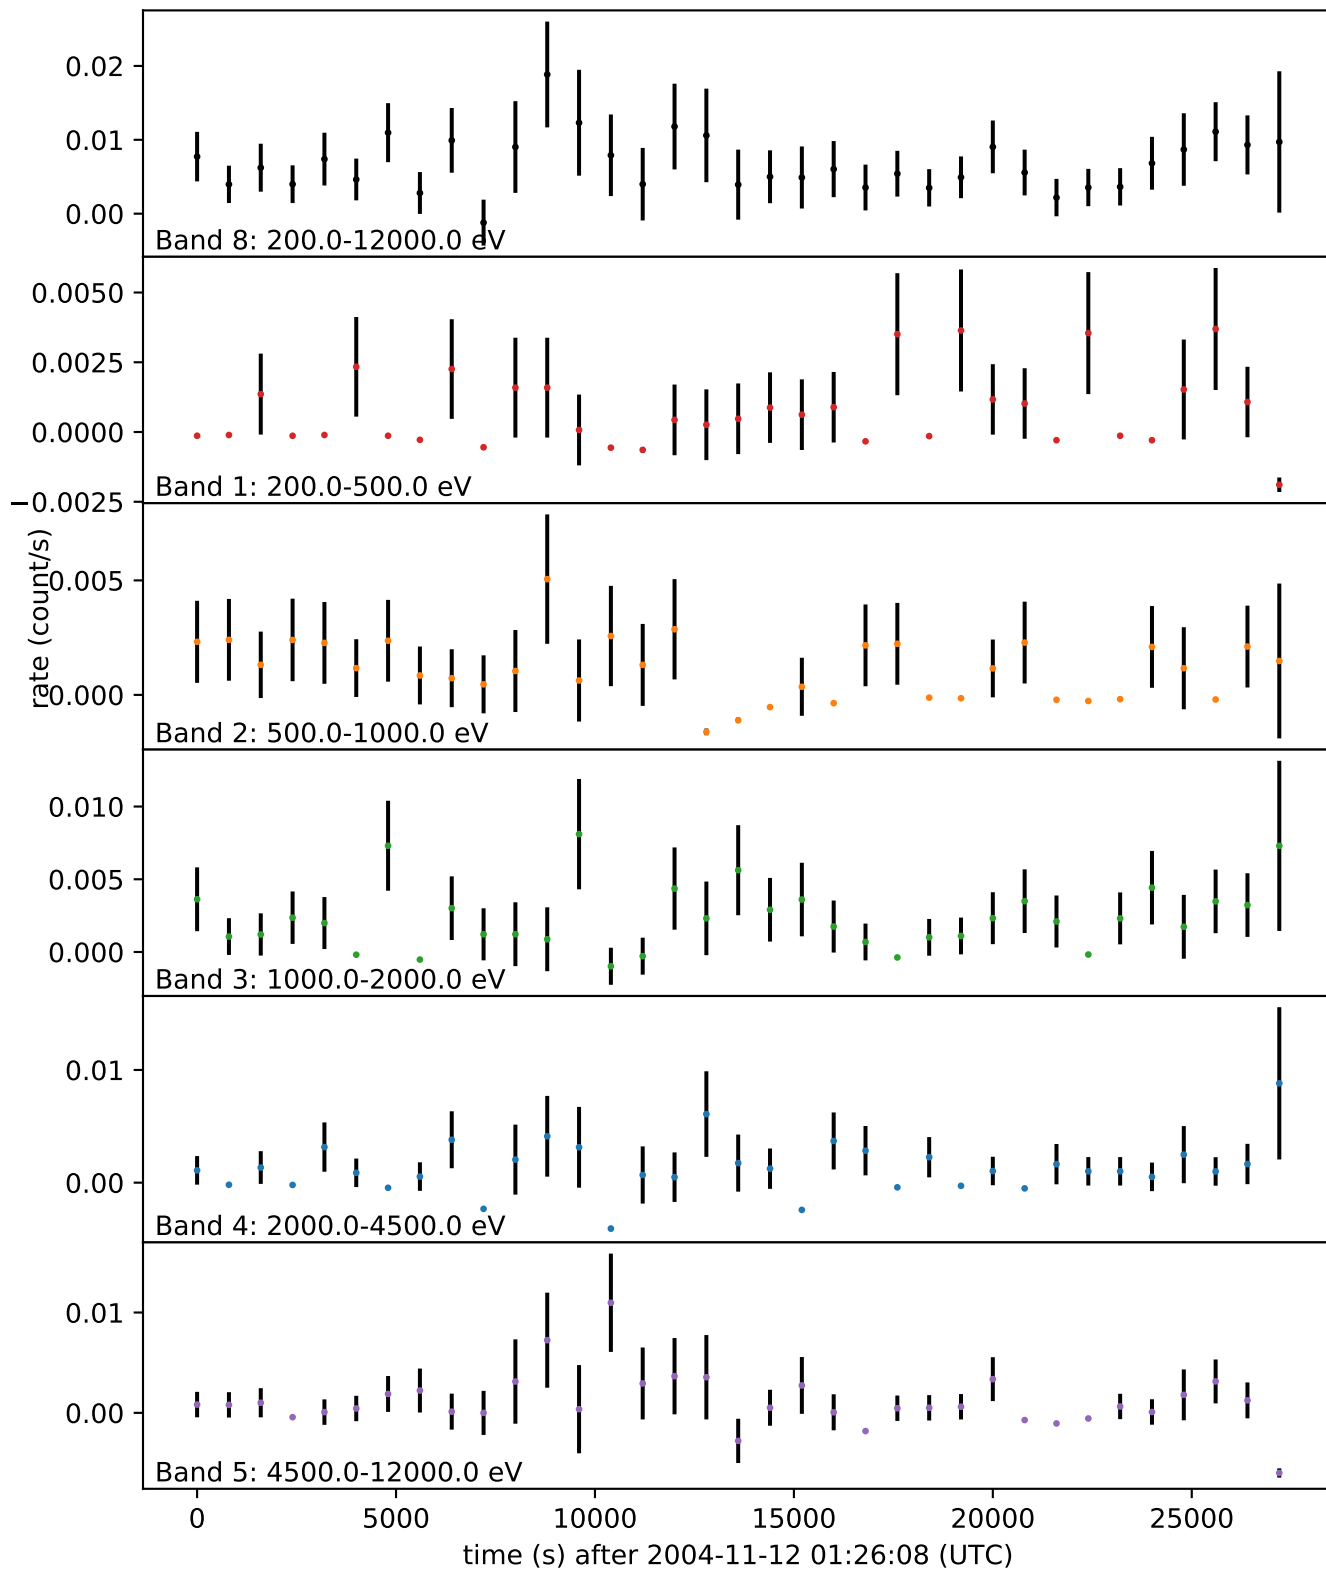 0.02
0.01
0.00
Band 8: 200.0-12000.0 eV
0.0050
0.0025
0.0000
−0.0025
Band 1: 200.0-500.0 eV
rate (count/s)
0.005
0.000
Band 2: 500.0-1000.0 eV
0.010
0.005
0.000
Band 3: 1000.0-2000.0 eV
0.01
0.00
Band 4: 2000.0-4500.0 eV
0.01
0.00
Band 5: 4500.0-12000.0 eV
0 5000 10000 15000 20000 25000
time (s) after 2004-11-12 01:26:08 (UTC)